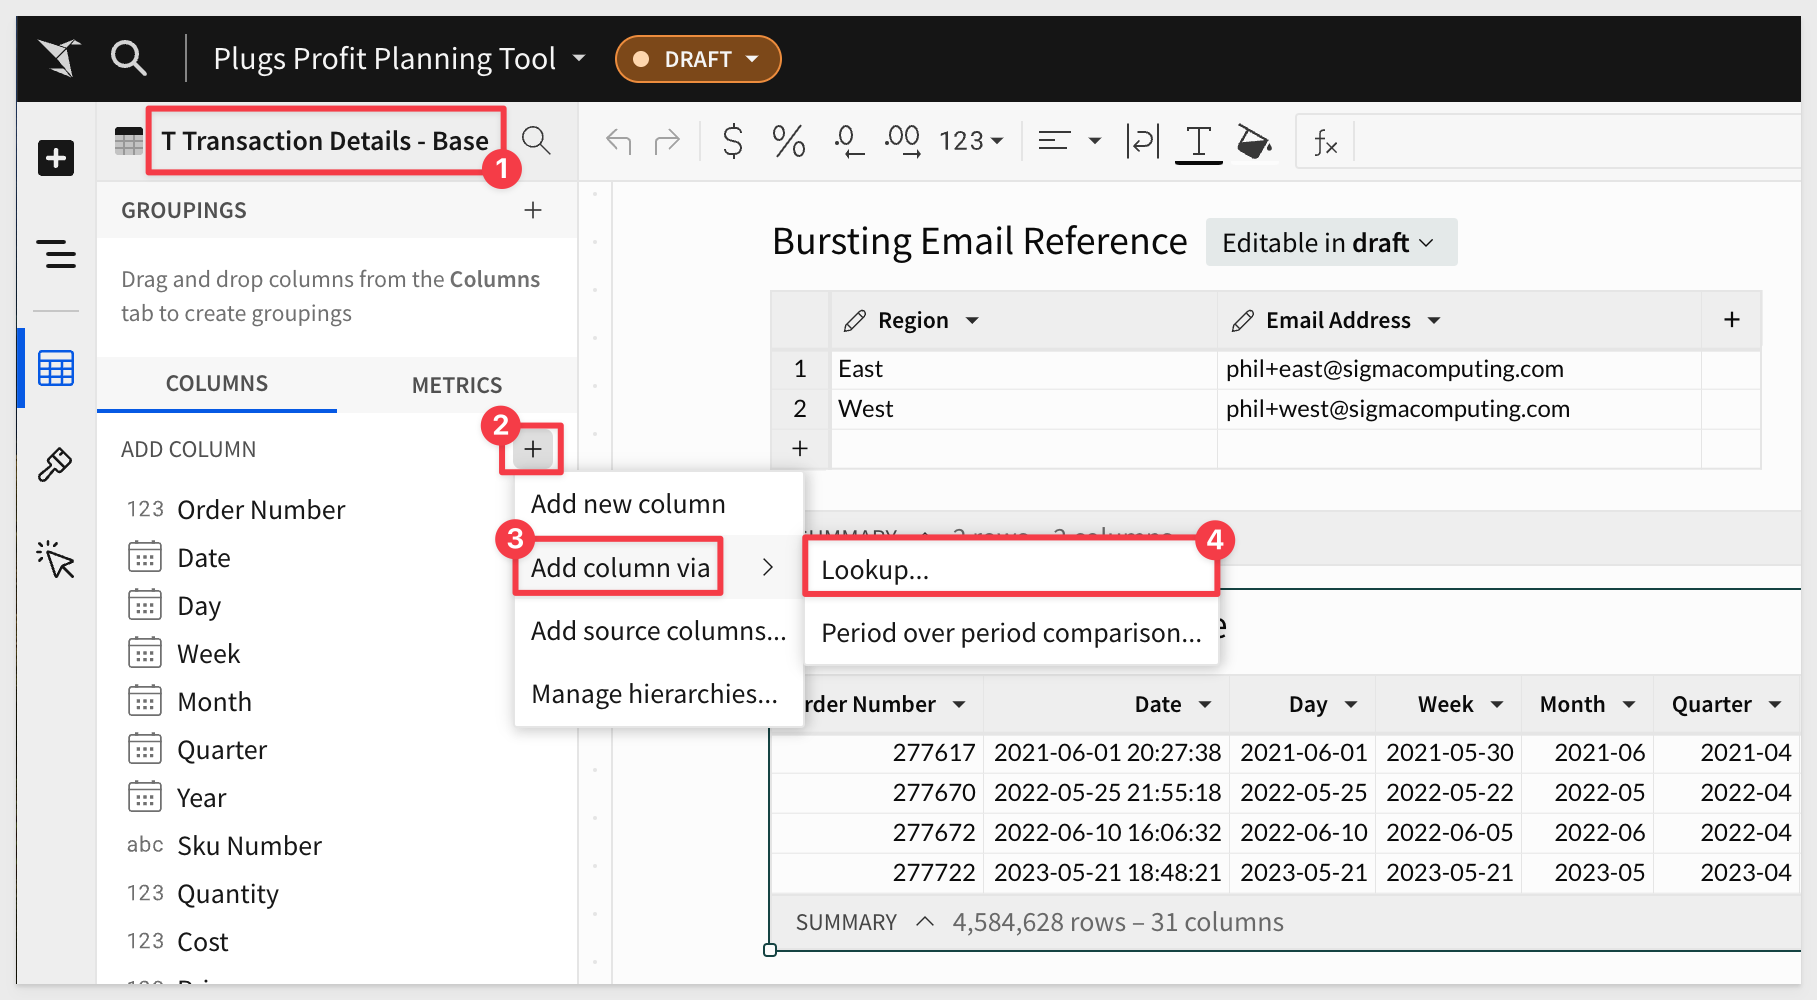 Plugs Profit Planning Tool DRAFT
T Transaction Details - Base
1
$ % .0 .00 123 T fx
GROUPINGS +
Drag and drop columns from the Columns
tab to create groupings
COLUMNS METRICS
2
ADD COLUMN +
123 Order Number
Date
Day
Week
Month
Quarter
Year
abc Sku Number
123 Quantity
123 Cost
Add new column
3
Add column via
Add source columns...
Manage hierarchies...
4
Lookup...
Period over period comparison...
Bursting Email Reference Editable in draft
Region Email Address +
1 East phil+east@sigmacomputing.com
2 West phil+west@sigmacomputing.com
+
rder Number Date Day Week Month Quarter
277617 2021-06-01 20:27:38 2021-06-01 2021-05-30 2021-06 2021-04
277670 2022-05-25 21:55:18 2022-05-25 2022-05-22 2022-05 2022-04
277672 2022-06-10 16:06:32 2022-06-10 2022-06-05 2022-06 2022-04
277722 2023-05-21 18:48:21 2023-05-21 2023-05-21 2023-05 2023-04
SUMMARY 4,584,628 rows – 31 columns